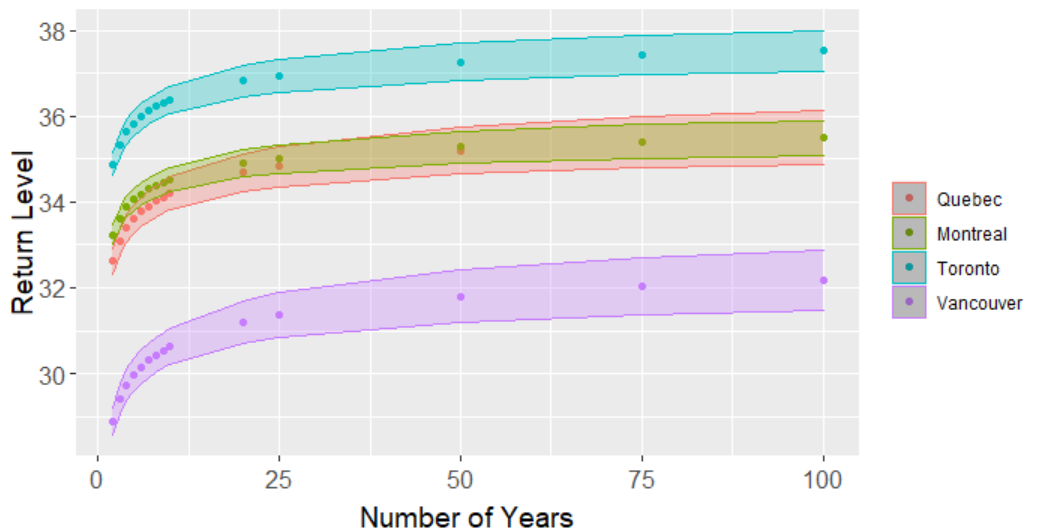 Return Level
38
36
34
32
30
0 25 50 75 100
Number of Years
Quebec
Montreal
Toronto
Vancouver